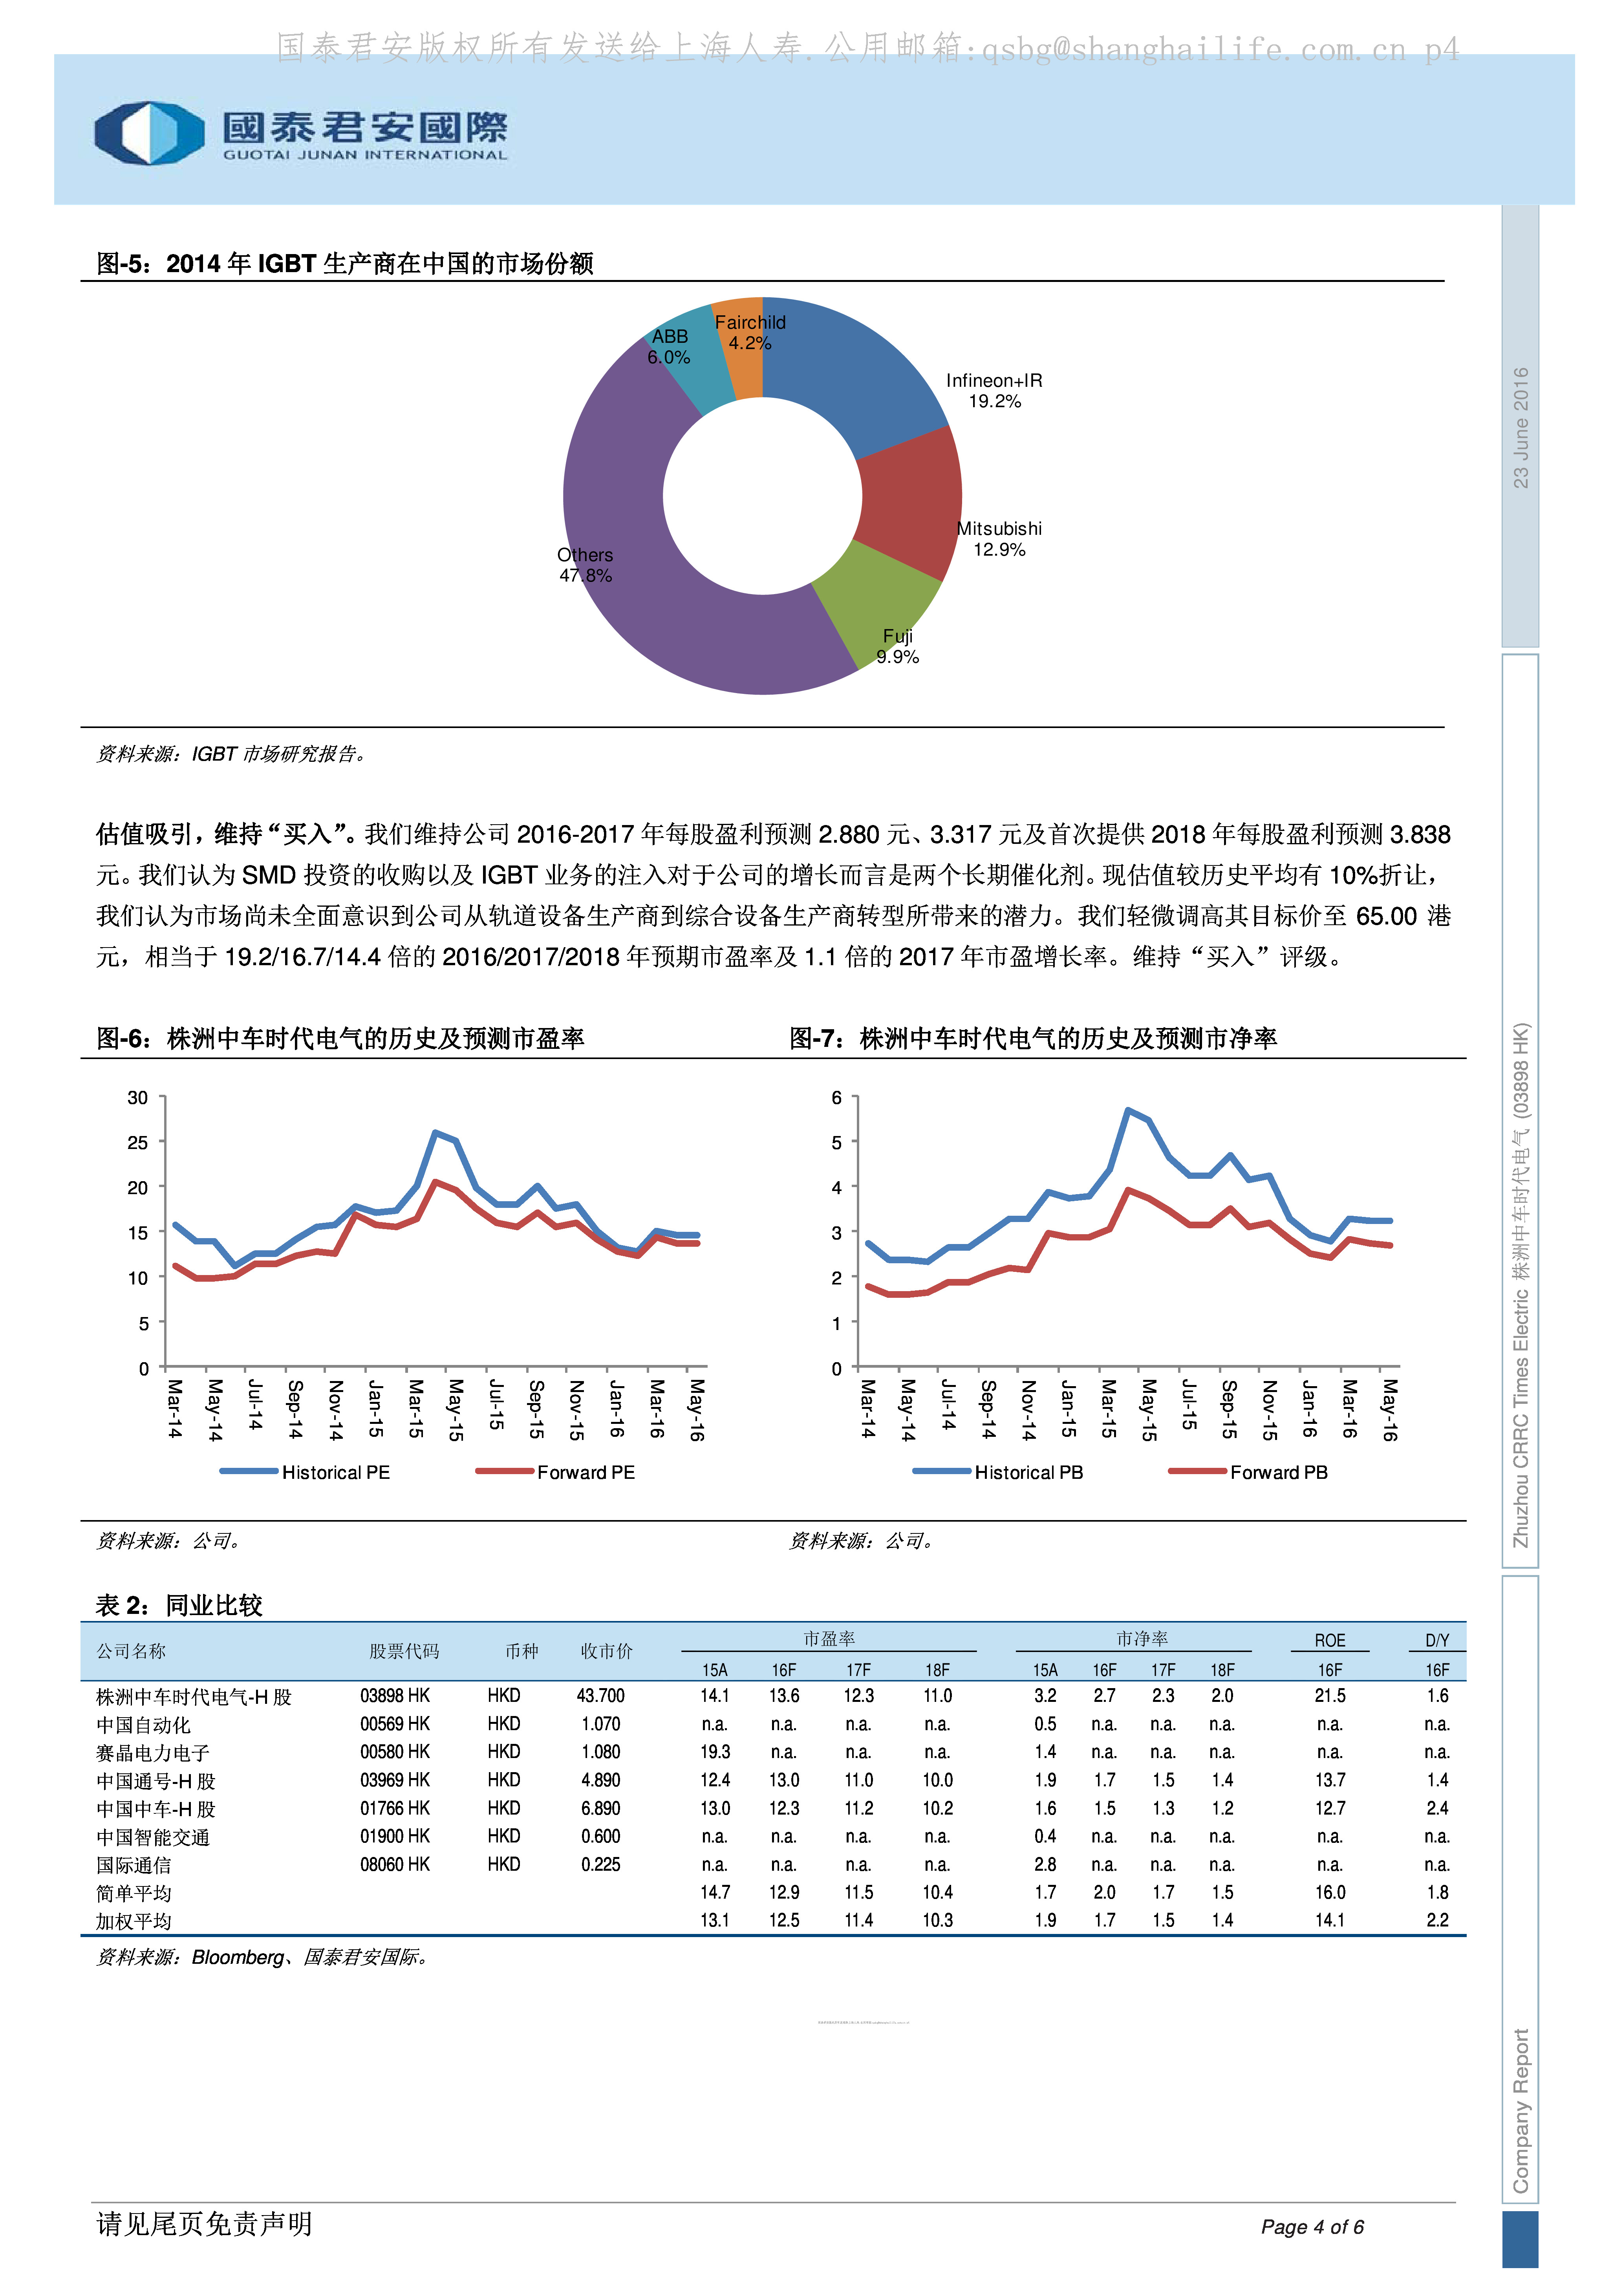 国泰君安版权所有发送给上海人寿.公用邮箱:qsbg@shanghailife.com.cn p4
國泰君安國際
GUOTAI JUNAN INTERNATIONAL
图-5：2014 年 IGBT 生产商在中国的市场份额
Fairchild
4.2%
ABB
6.0%
Infineon+IR
19.2%
Mitsubishi
12.9%
Others
47.8%
Fuji
9.9%
资料来源：IGBT 市场研究报告。
估值吸引，维持“买入”。我们维持公司 2016-2017 年每股盈利预测 2.880 元、3.317 元及首次提供 2018 年每股盈利预测 3.838
元。我们认为 SMD 投资的收购以及 IGBT 业务的注入对于公司的增长而言是两个长期催化剂。现估值较历史平均有 10%折让，
我们认为市场尚未全面意识到公司从轨道设备生产商到综合设备生产商转型所带来的潜力。我们轻微调高其目标价至 65.00 港
元，相当于 19.2/16.7/14.4 倍的 2016/2017/2018 年预期市盈率及 1.1 倍的 2017 年市盈增长率。维持“买入”评级。
图-6：株洲中车时代电气的历史及预测市盈率
30
25
20
15
10
5
0
Mar-14 May-14 Jul-14 Sep-14 Nov-14 Jan-15 Mar-15 May-15 Jul-15 Sep-15 Nov-15 Jan-16 Mar-16 May-16
Historical PE Forward PE
资料来源：公司。
图-7：株洲中车时代电气的历史及预测市净率
6
5
4
3
2
1
0
Mar-14 May-14 Jul-14 Sep-14 Nov-14 Jan-15 Mar-15 May-15 Jul-15 Sep-15 Nov-15 Jan-16 Mar-16 May-16
Historical PB Forward PB
资料来源：公司。
表 2：同业比较
公司名称 股票代码 币种 收市价 市盈率 市净率 ROE D/Y
15A 16F 17F 18F 15A 16F 17F 18F 16F 16F
株洲中车时代电气-H 股 03898 HK HKD 43.700 14.1 13.6 12.3 11.0 3.2 2.7 2.3 2.0 21.5 1.6
中国自动化 00569 HK HKD 1.070 n.a. n.a. n.a. n.a. 0.5 n.a. n.a. n.a. n.a. n.a.
赛晶电力电子 00580 HK HKD 1.080 19.3 n.a. n.a. n.a. 1.4 n.a. n.a. n.a. n.a. n.a.
中国通号-H 股 03969 HK HKD 4.890 12.4 13.0 11.0 10.0 1.9 1.7 1.5 1.4 13.7 1.4
中国中车-H 股 01766 HK HKD 6.890 13.0 12.3 11.2 10.2 1.6 1.5 1.3 1.2 12.7 2.4
中国智能交通 01900 HK HKD 0.600 n.a. n.a. n.a. n.a. 0.4 n.a. n.a. n.a. n.a. n.a.
国际通信 08060 HK HKD 0.225 n.a. n.a. n.a. n.a. 2.8 n.a. n.a. n.a. n.a. n.a.
简单平均 14.7 12.9 11.5 10.4 1.7 2.0 1.7 1.5 16.0 1.8
加权平均 13.1 12.5 11.4 10.3 1.9 1.7 1.5 1.4 14.1 2.2
资料来源：Bloomberg、国泰君安国际。
请见尾页免责声明
Page 4 of 6
23 June 2016
Zhuzhou CRRC Times Electric 株洲中车时代电气 (03898 HK)
Company Report